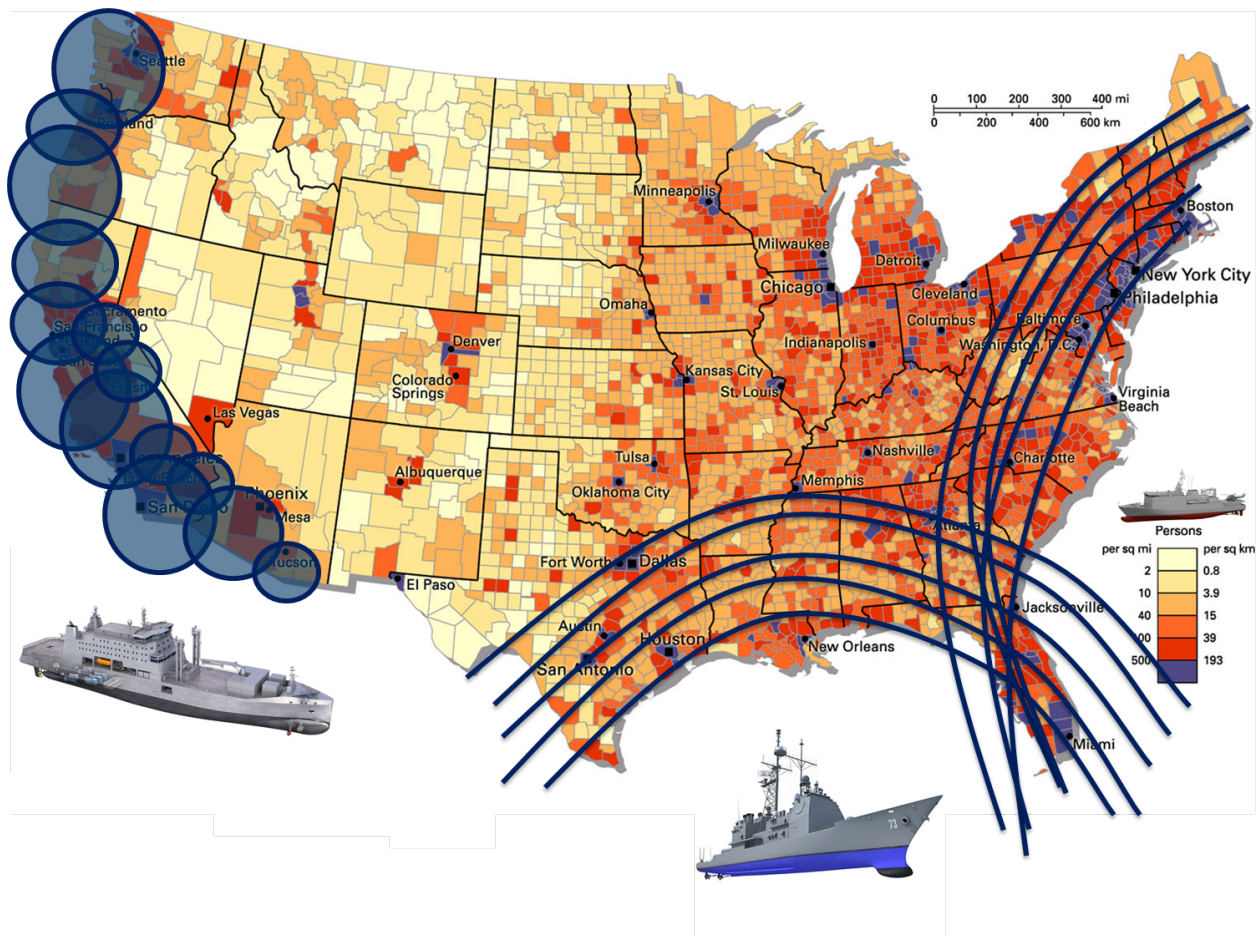 Seattle
0 100 200 300 400 mi
0 200 400 600 km
Minneapolis
Boston
Milwaukee
Detroit
New York City
Chicago
Cleveland
Philadelphia
Omaha
Sacramento
Columbus
Baltimore
San Francisco
Denver
Indianapolis
Washington, D.C.
Kansas City
Colorado
Springs
St. Louis
Virginia
Beach
Las Vegas
Nashville
Charlotte
Tulsa
Albuquerque
Long Beach
Oklahoma City
Memphis
Phoenix
San Diego
Mesa
Atlanta
Persons
per sq mi per sq km
Fort Worth Dallas
Tucson
El Paso
2 0.8
10 3.9
40 15
00 39
500 193
Jacksonville
Austin
Houston
New Orleans
San Antonio
Miami
73